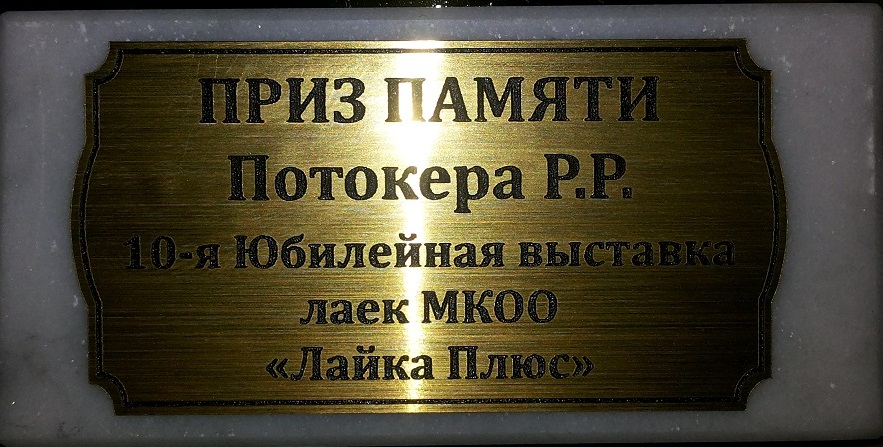 ПРИЗ ПАМЯТИ
Потокера Р.Р.
10-я Юбилейная выставка
лаек МКОО
«Лайка Плюс»